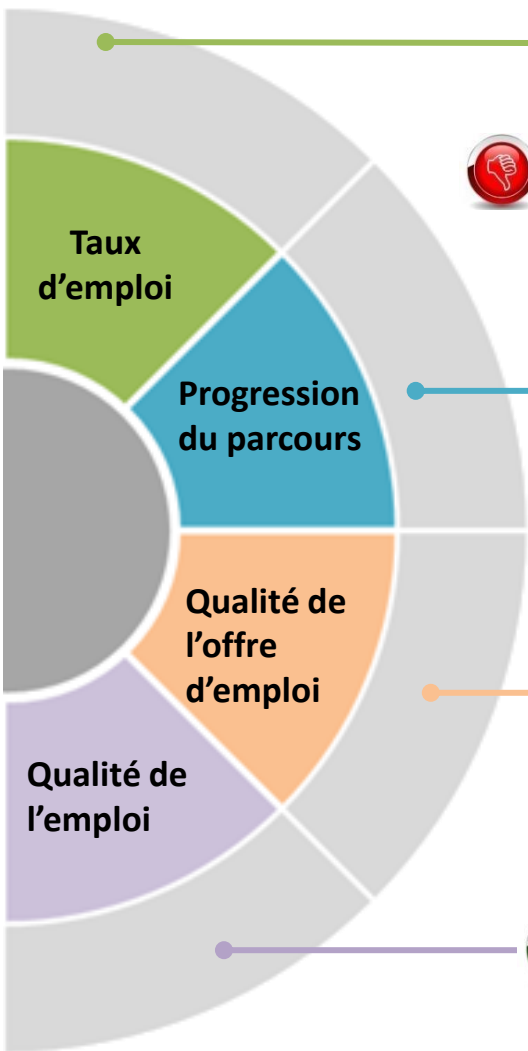 Taux
d’emploi
Progression
du parcours
Qualité de
l’offre
d’emploi
Qualité de
l’emploi